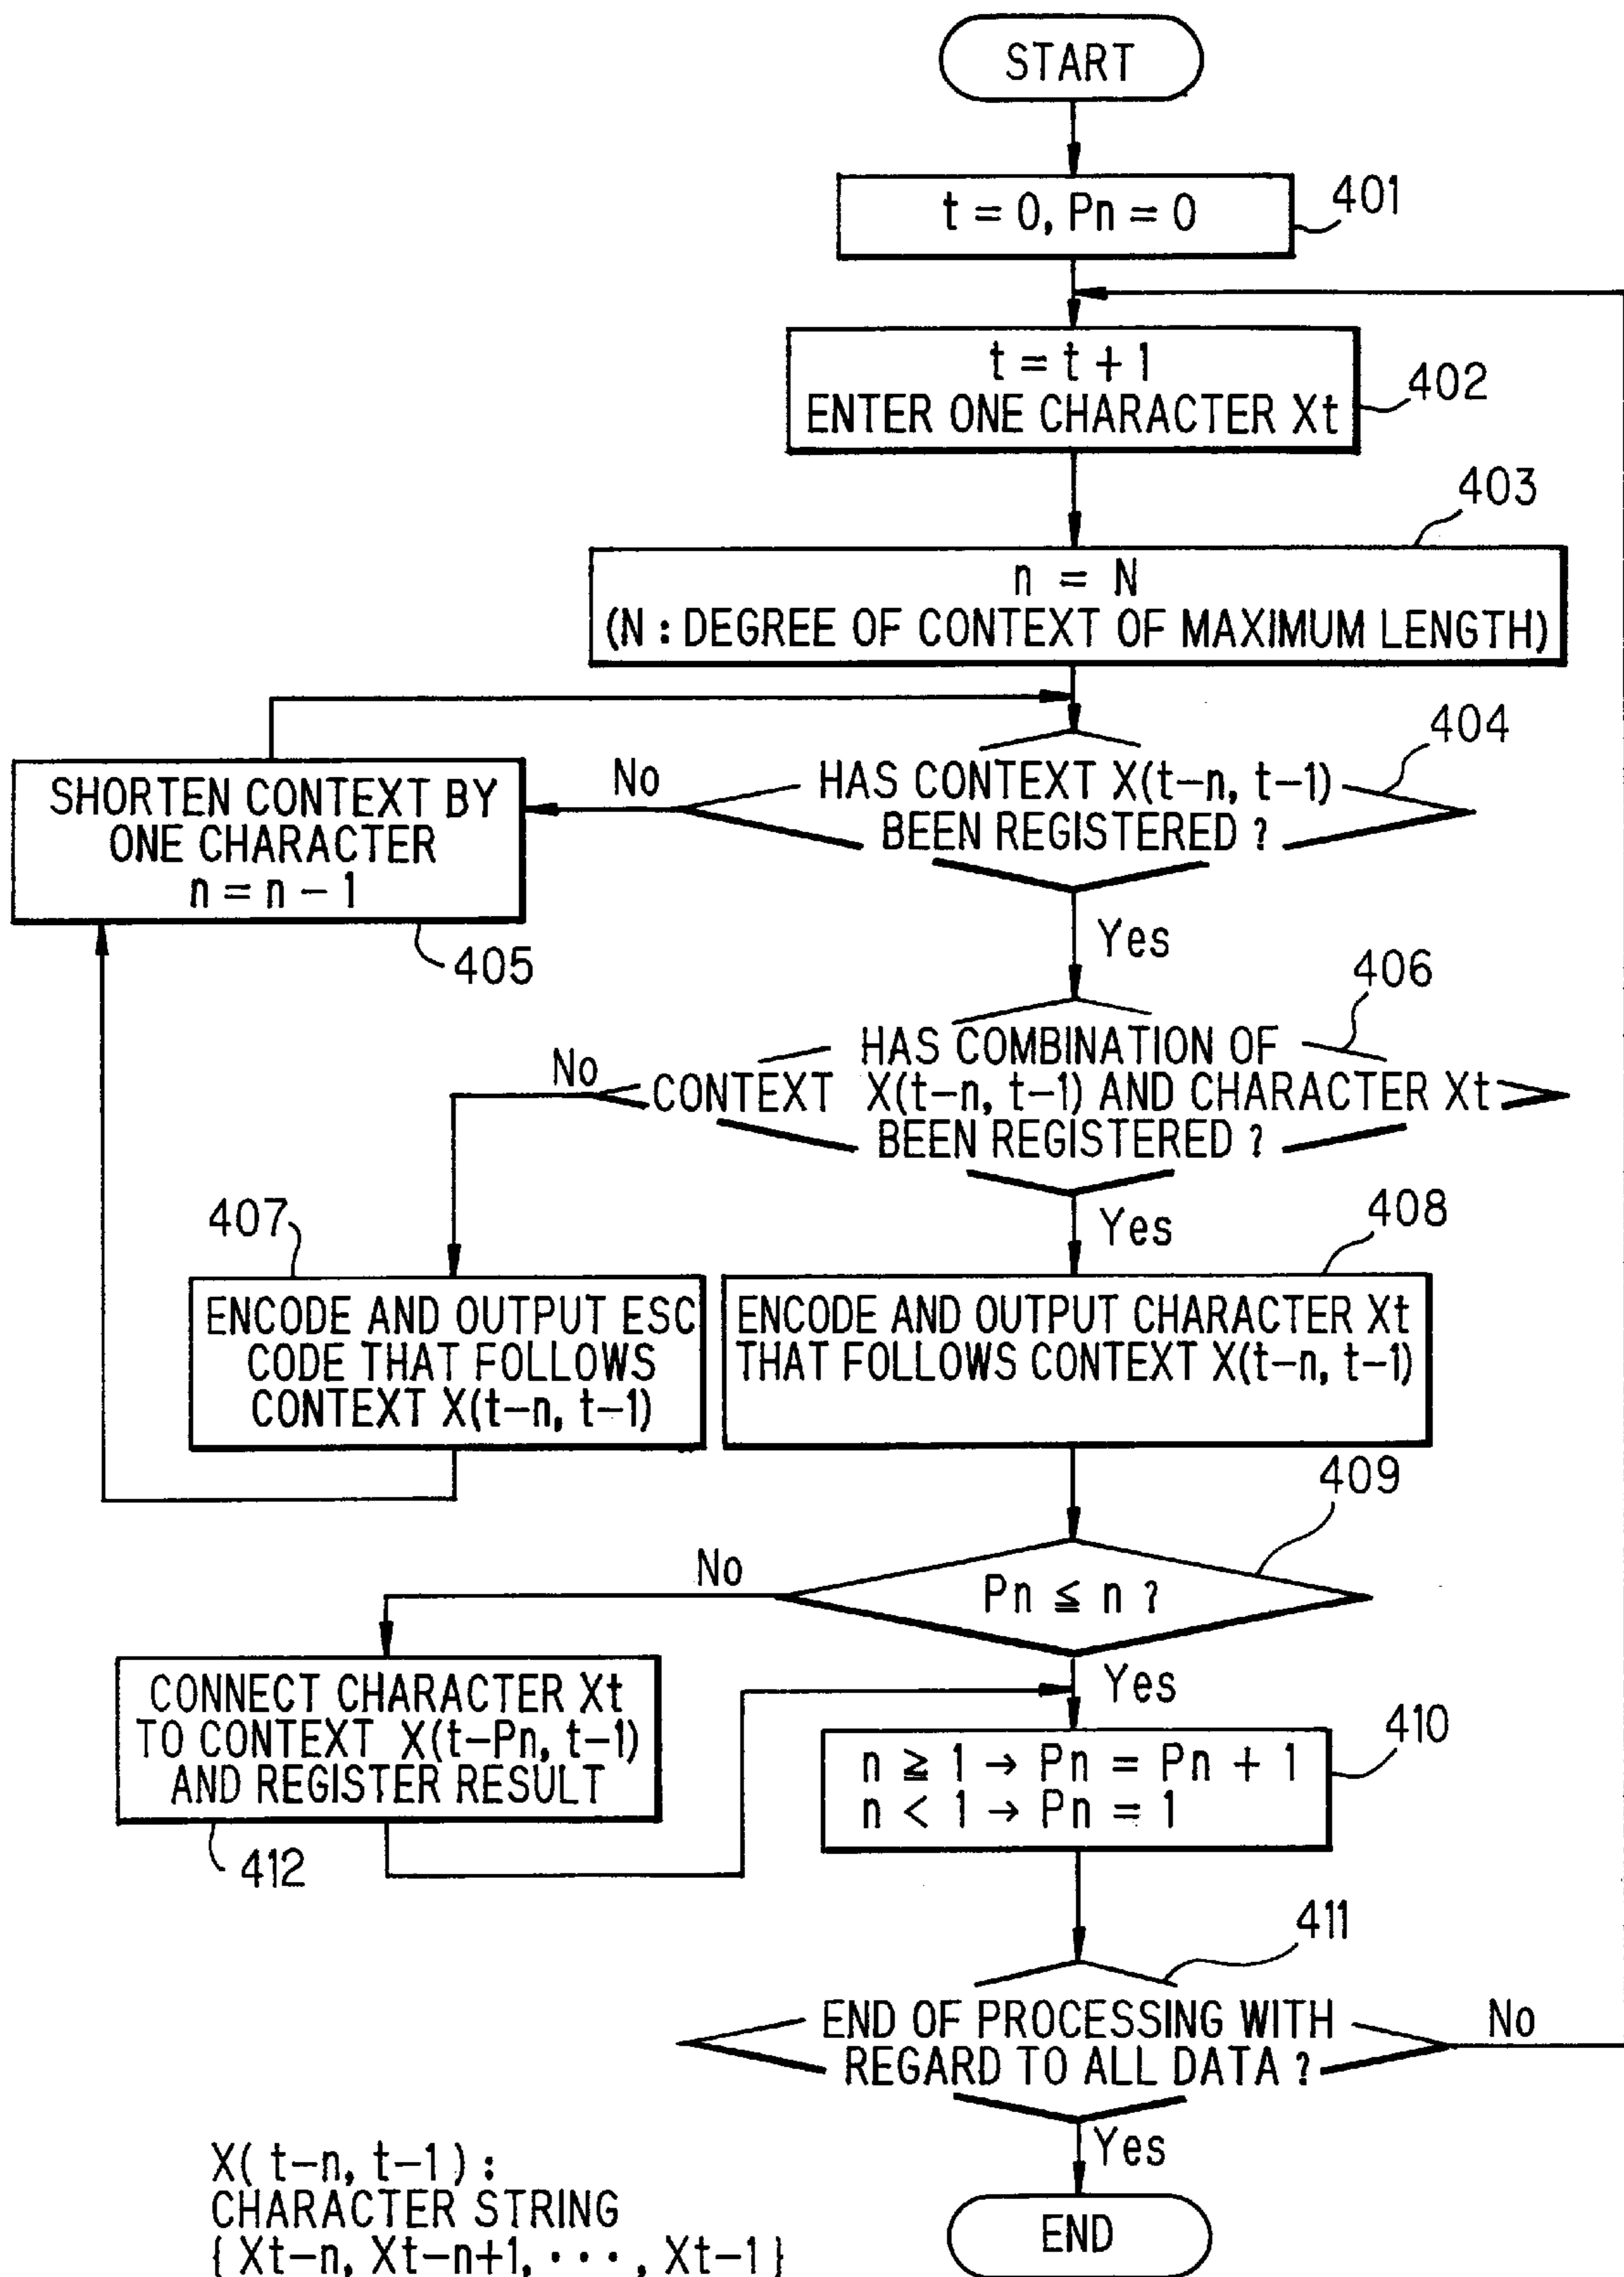 START
t = 0, Pn = 0
401
t = t + 1
ENTER ONE CHARACTER Xt
402
403
n = N
(N : DEGREE OF CONTEXT OF MAXIMUM LENGTH)
404
HAS CONTEXT X(t-n, t-1)
BEEN REGISTERED ?
No
SHORTEN CONTEXT BY
ONE CHARACTER
n = n - 1
405
Yes
406
HAS COMBINATION OF
CONTEXT X(t-n, t-1) AND CHARACTER Xt
BEEN REGISTERED ?
No
Yes
407
ENCODE AND OUTPUT ESC
CODE THAT FOLLOWS
CONTEXT X(t-n, t-1)
408
ENCODE AND OUTPUT CHARACTER Xt
THAT FOLLOWS CONTEXT X(t-n, t-1)
409
Pn ≦ n ?
No
Yes
CONNECT CHARACTER Xt
TO CONTEXT X(t-Pn, t-1)
AND REGISTER RESULT
412
n ≧ 1 → Pn = Pn + 1
n < 1 → Pn = 1
410
411
END OF PROCESSING WITH
REGARD TO ALL DATA ?
No
Yes
END
X( t-n, t-1 ) :
CHARACTER STRING
{ Xt-n, Xt-n+1, · · · , Xt-1 }